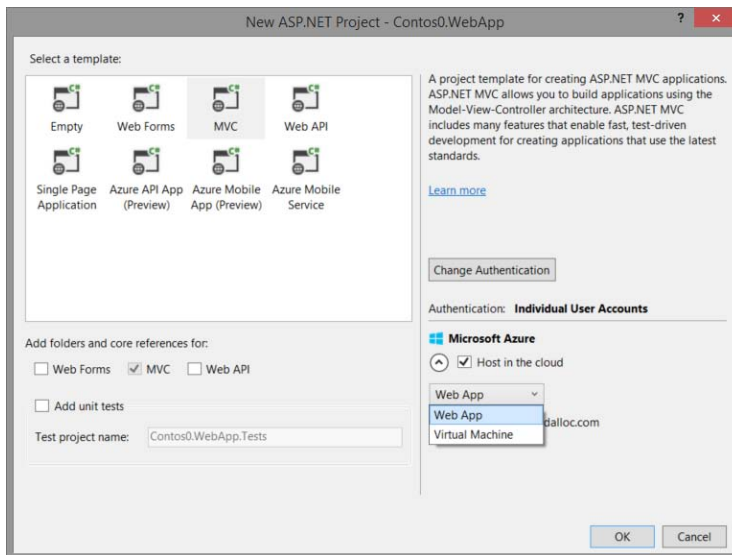 New ASP.NET Project - Contos0.WebApp
?
Select a template:
Empty
Web Forms
MVC
Web API
Single Page
Application
Azure API App
(Preview)
Azure Mobile
App (Preview)
Azure Mobile
Service
A project template for creating ASP.NET MVC applications.
ASP.NET MVC allows you to build applications using the
Model-View-Controller architecture. ASP.NET MVC
includes many features that enable fast, test-driven
development for creating applications that use the latest
standards.
Learn more
Change Authentication
Authentication: Individual User Accounts
Microsoft Azure
Host in the cloud
Web App
Web App
Virtual Machine
dalloc.com
Add folders and core references for:
Web Forms
MVC
Web API
Add unit tests
Test project name:
Contos0.WebApp.Tests
OK
Cancel